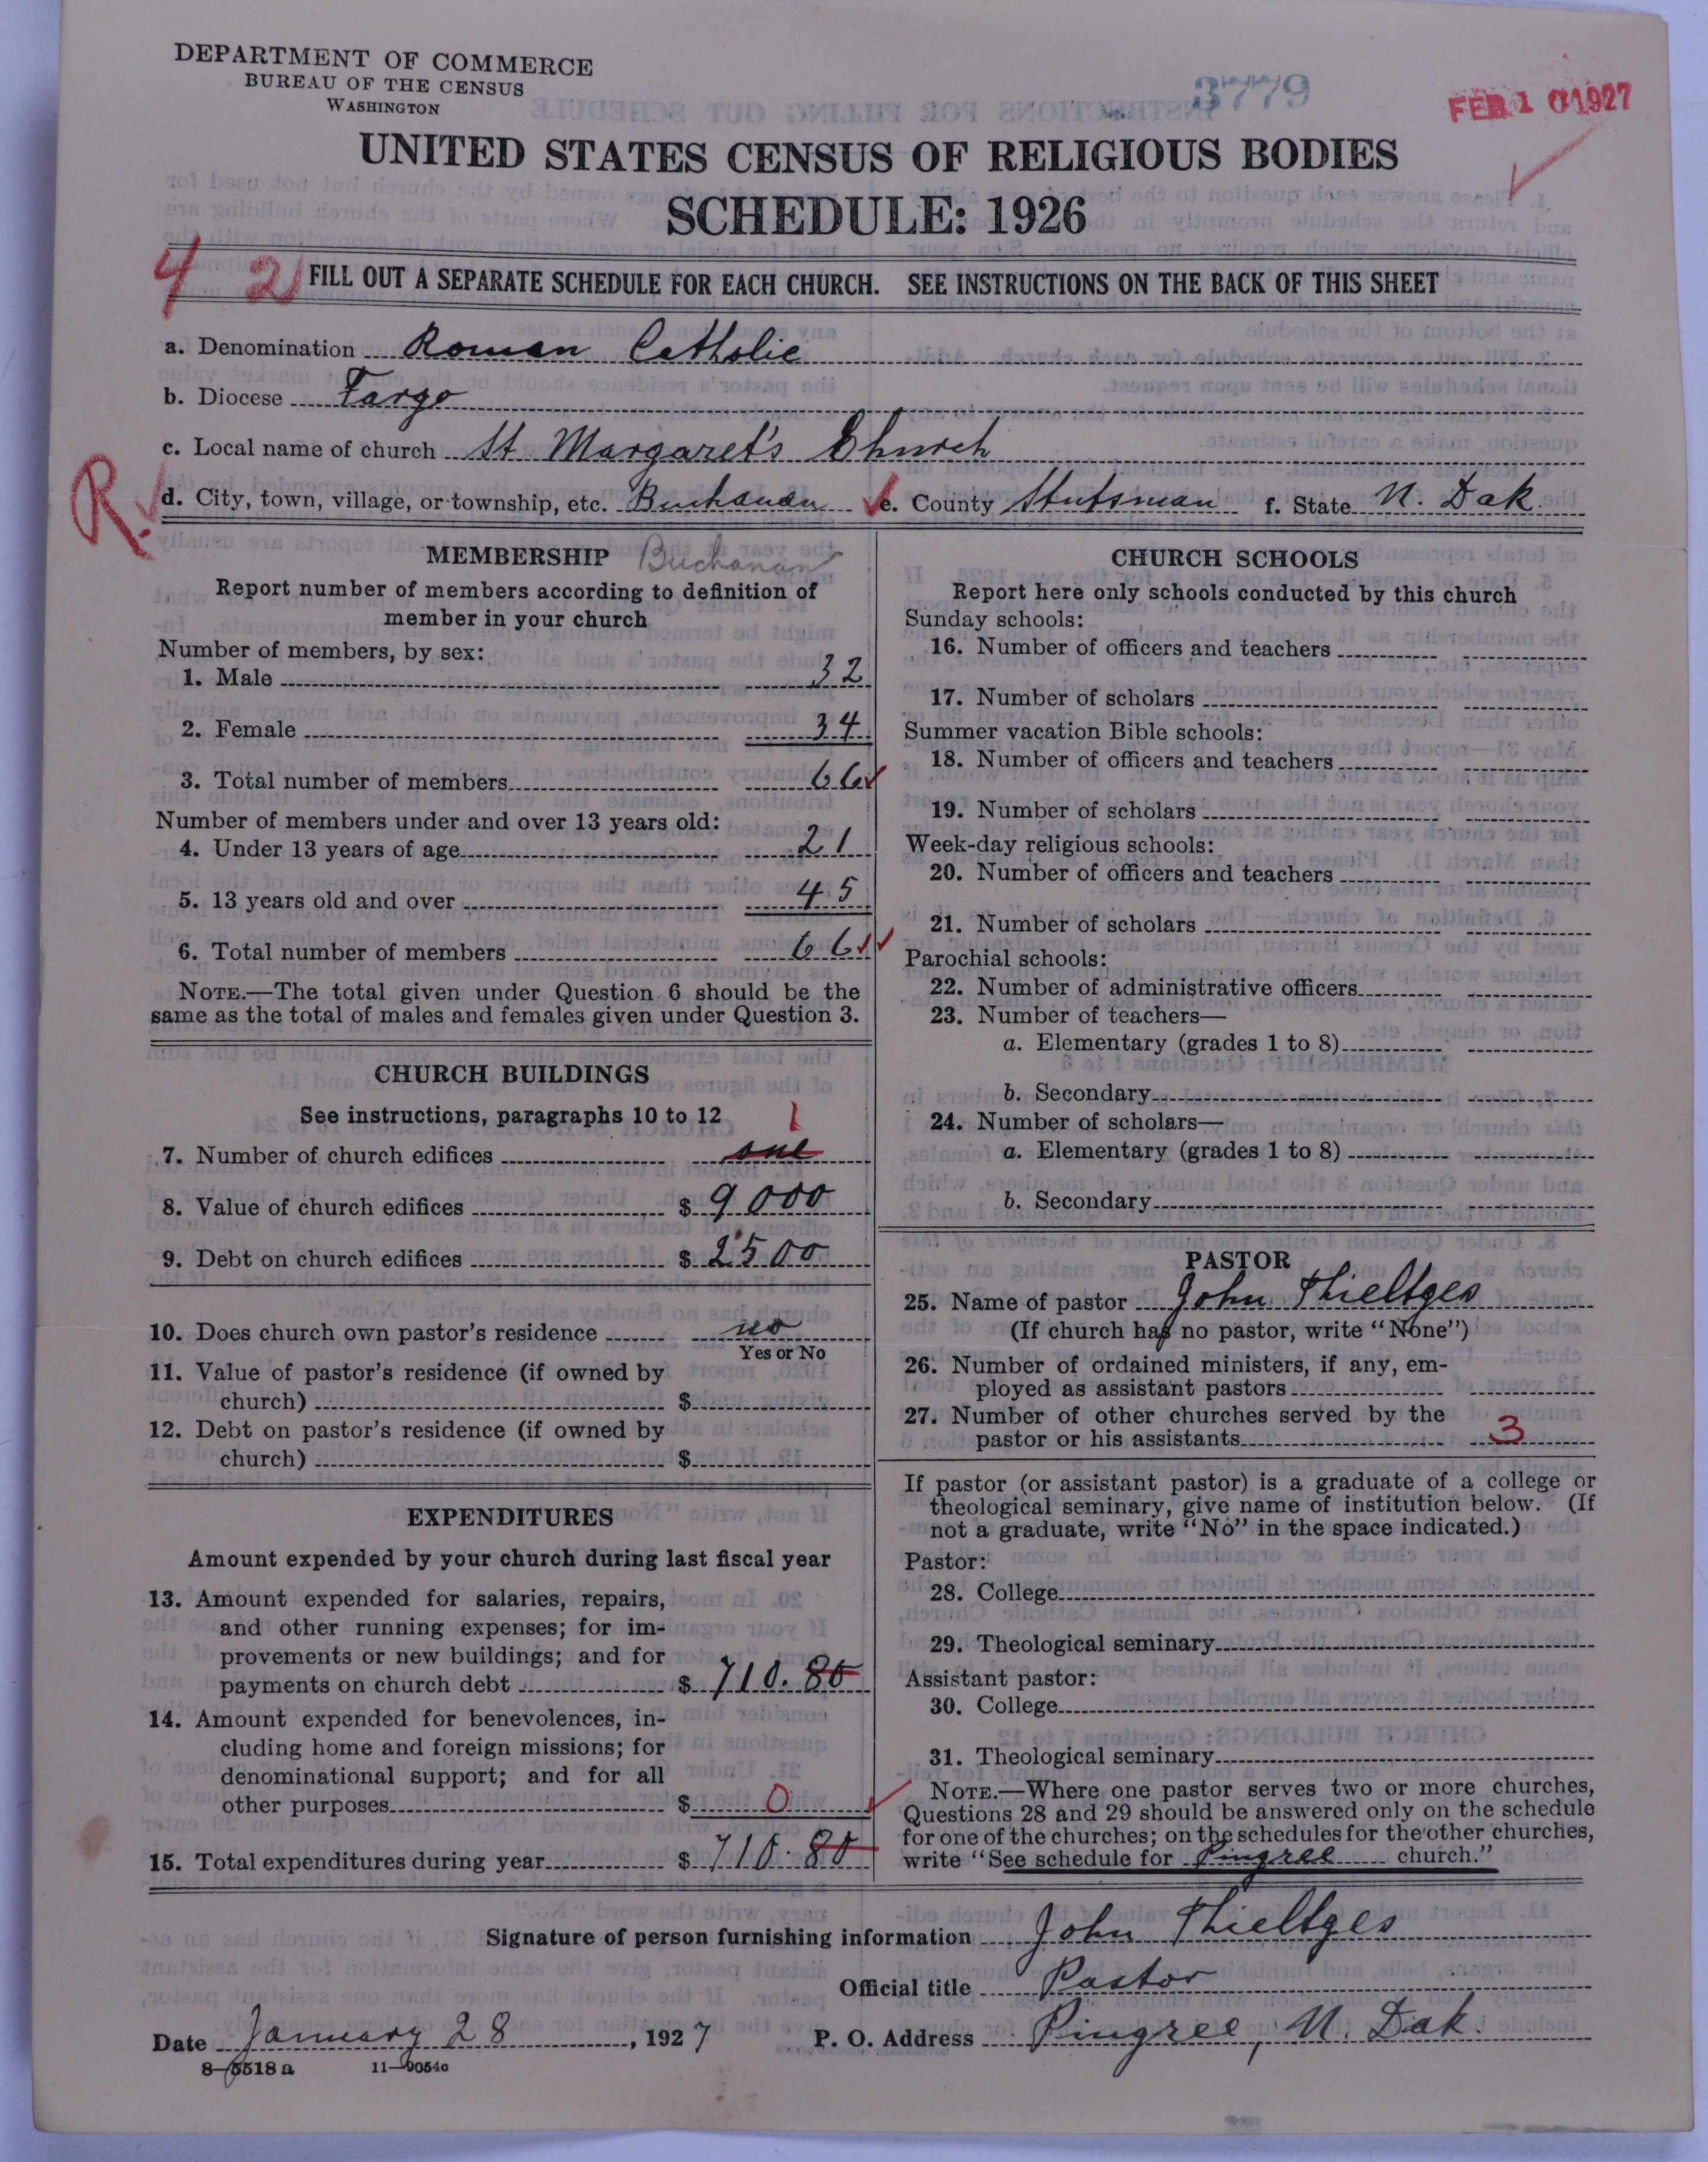 DEPARTMENT OF COMMERCE
BUREAU OF THE CENSUS
WASHINGTON
3779
FEB 10 1927
UNITED STATES CENSUS OF RELIGIOUS BODIES
SCHEDULE: 1926
4 2
FILL OUT A SEPARATE SCHEDULE FOR EACH CHURCH. SEE INSTRUCTIONS ON THE BACK OF THIS SHEET
a. Denomination Roman Catholic
b. Diocese Fargo
c. Local name of church St Margaret's Church
R.
d. City, town, village, or township, etc. Buchanan e. County Stutsman f. State N. Dak
MEMBERSHIP Buchanan
Report number of members according to definition of
member in your church
Number of members, by sex:
1. Male 32
2. Female 34
3. Total number of members 66
Number of members under and over 13 years old:
4. Under 13 years of age 21
5. 13 years old and over 45
6. Total number of members 66
NOTE.—The total given under Question 6 should be the
same as the total of males and females given under Question 3.
CHURCH BUILDINGS
See instructions, paragraphs 10 to 12
1
7. Number of church edifices one
8. Value of church edifices $ 9000
9. Debt on church edifices $ 2500
10. Does church own pastor's residence no
Yes or No
11. Value of pastor's residence (if owned by
church) $
12. Debt on pastor's residence (if owned by
church) $
EXPENDITURES
Amount expended by your church during last fiscal year
13. Amount expended for salaries, repairs,
and other running expenses; for im-
provements or new buildings; and for
payments on church debt $ 710.80
14. Amount expended for benevolences, in-
cluding home and foreign missions; for
denominational support; and for all
other purposes $ 0
15. Total expenditures during year $ 710.80
CHURCH SCHOOLS
Report here only schools conducted by this church
Sunday schools:
16. Number of officers and teachers
17. Number of scholars
Summer vacation Bible schools:
18. Number of officers and teachers
19. Number of scholars
Week-day religious schools:
20. Number of officers and teachers
21. Number of scholars
Parochial schools:
22. Number of administrative officers
23. Number of teachers—
a. Elementary (grades 1 to 8)
b. Secondary
24. Number of scholars—
a. Elementary (grades 1 to 8)
b. Secondary
PASTOR
25. Name of pastor John Thieltges
(If church has no pastor, write "None")
26. Number of ordained ministers, if any, em-
ployed as assistant pastors
27. Number of other churches served by the
pastor or his assistants 3
If pastor (or assistant pastor) is a graduate of a college or
theological seminary, give name of institution below. (If
not a graduate, write "No" in the space indicated.)
Pastor:
28. College
29. Theological seminary
Assistant pastor:
30. College
31. Theological seminary
NOTE.—Where one pastor serves two or more churches,
Questions 28 and 29 should be answered only on the schedule
for one of the churches; on the schedules for the other churches,
write "See schedule for Pingree church."
Signature of person furnishing information John Thieltges
Official title Pastor
Date January 28, 1927 P. O. Address Pingree, N. Dak.
8-5518 a 11-9054c